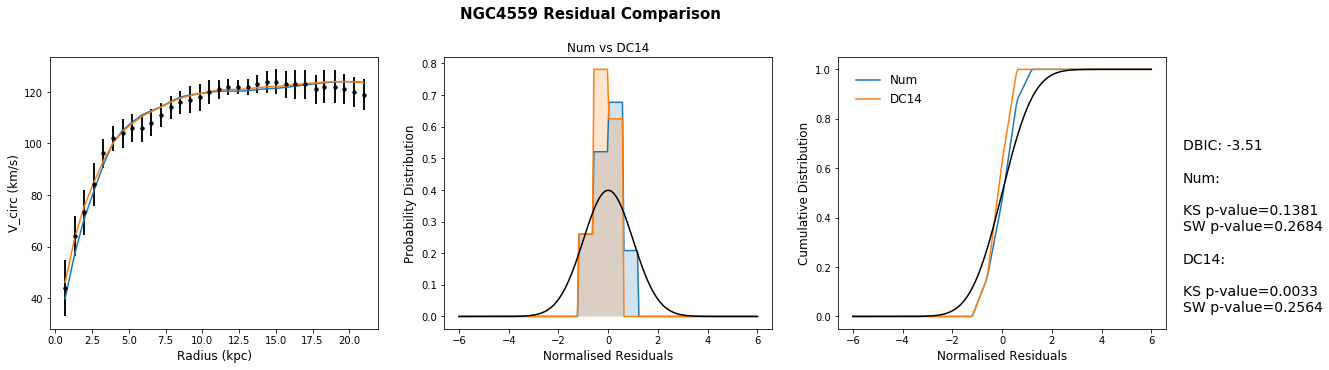 NGC4559 Residual Comparison
V_circ (km/s)
120
100
80
60
40
0.0 2.5 5.0 7.5 10.0 12.5 15.0 17.5 20.0
Radius (kpc)
Num vs DC14
Probability Distribution
0.8
0.7
0.6
0.5
0.4
0.3
0.2
0.1
0.0
−6 −4 −2 0 2 4 6
Normalised Residuals
Cumulative Distribution
1.0
0.8
0.6
0.4
0.2
0.0
Num
DC14
−6 −4 −2 0 2 4 6
Normalised Residuals
DBIC: -3.51
Num:
KS p-value=0.1381
SW p-value=0.2684
DC14:
KS p-value=0.0033
SW p-value=0.2564